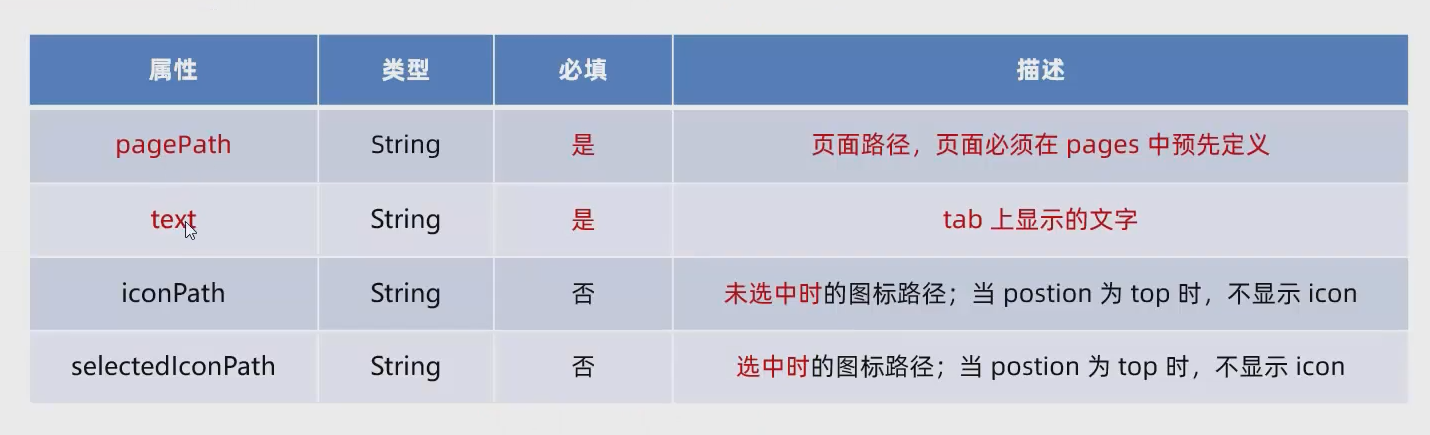 属性 类型 必填 描述
pagePath String 是 页面路径，页面必须在 pages 中预先定义
text String 是 tab 上显示的文字
iconPath String 否 未选中时的图标路径；当 postion 为 top 时，不显示 icon
selectedIconPath String 否 选中时的图标路径；当 postion 为 top 时，不显示 icon